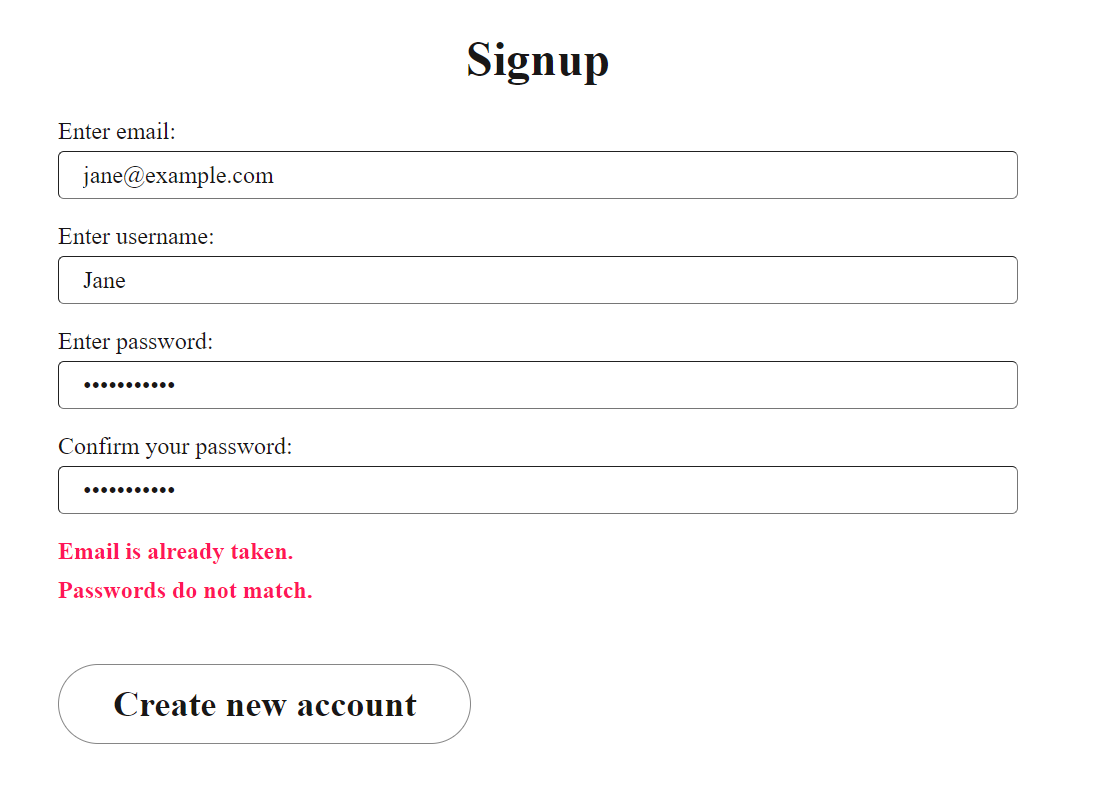 Signup
Enter email:
jane@example.com
Enter username:
Jane
Enter password:
•••••••••••
Confirm your password:
•••••••••••
Email is already taken.
Passwords do not match.
Create new account